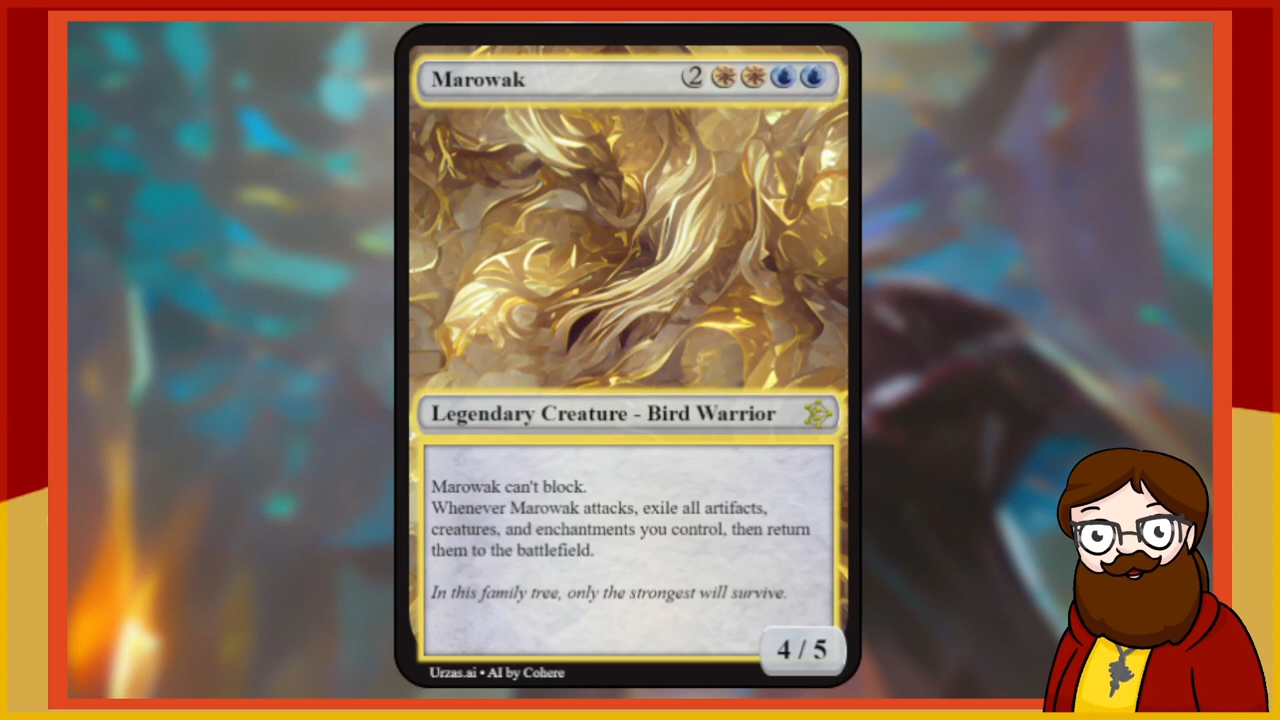 Marowak 2
Legendary Creature - Bird Warrior
Marowak can't block.
Whenever Marowak attacks, exile all artifacts,
creatures, and enchantments you control, then return
them to the battlefield.
In this family tree, only the strongest will survive.
4 / 5
Urzas.ai • AI by Cohere